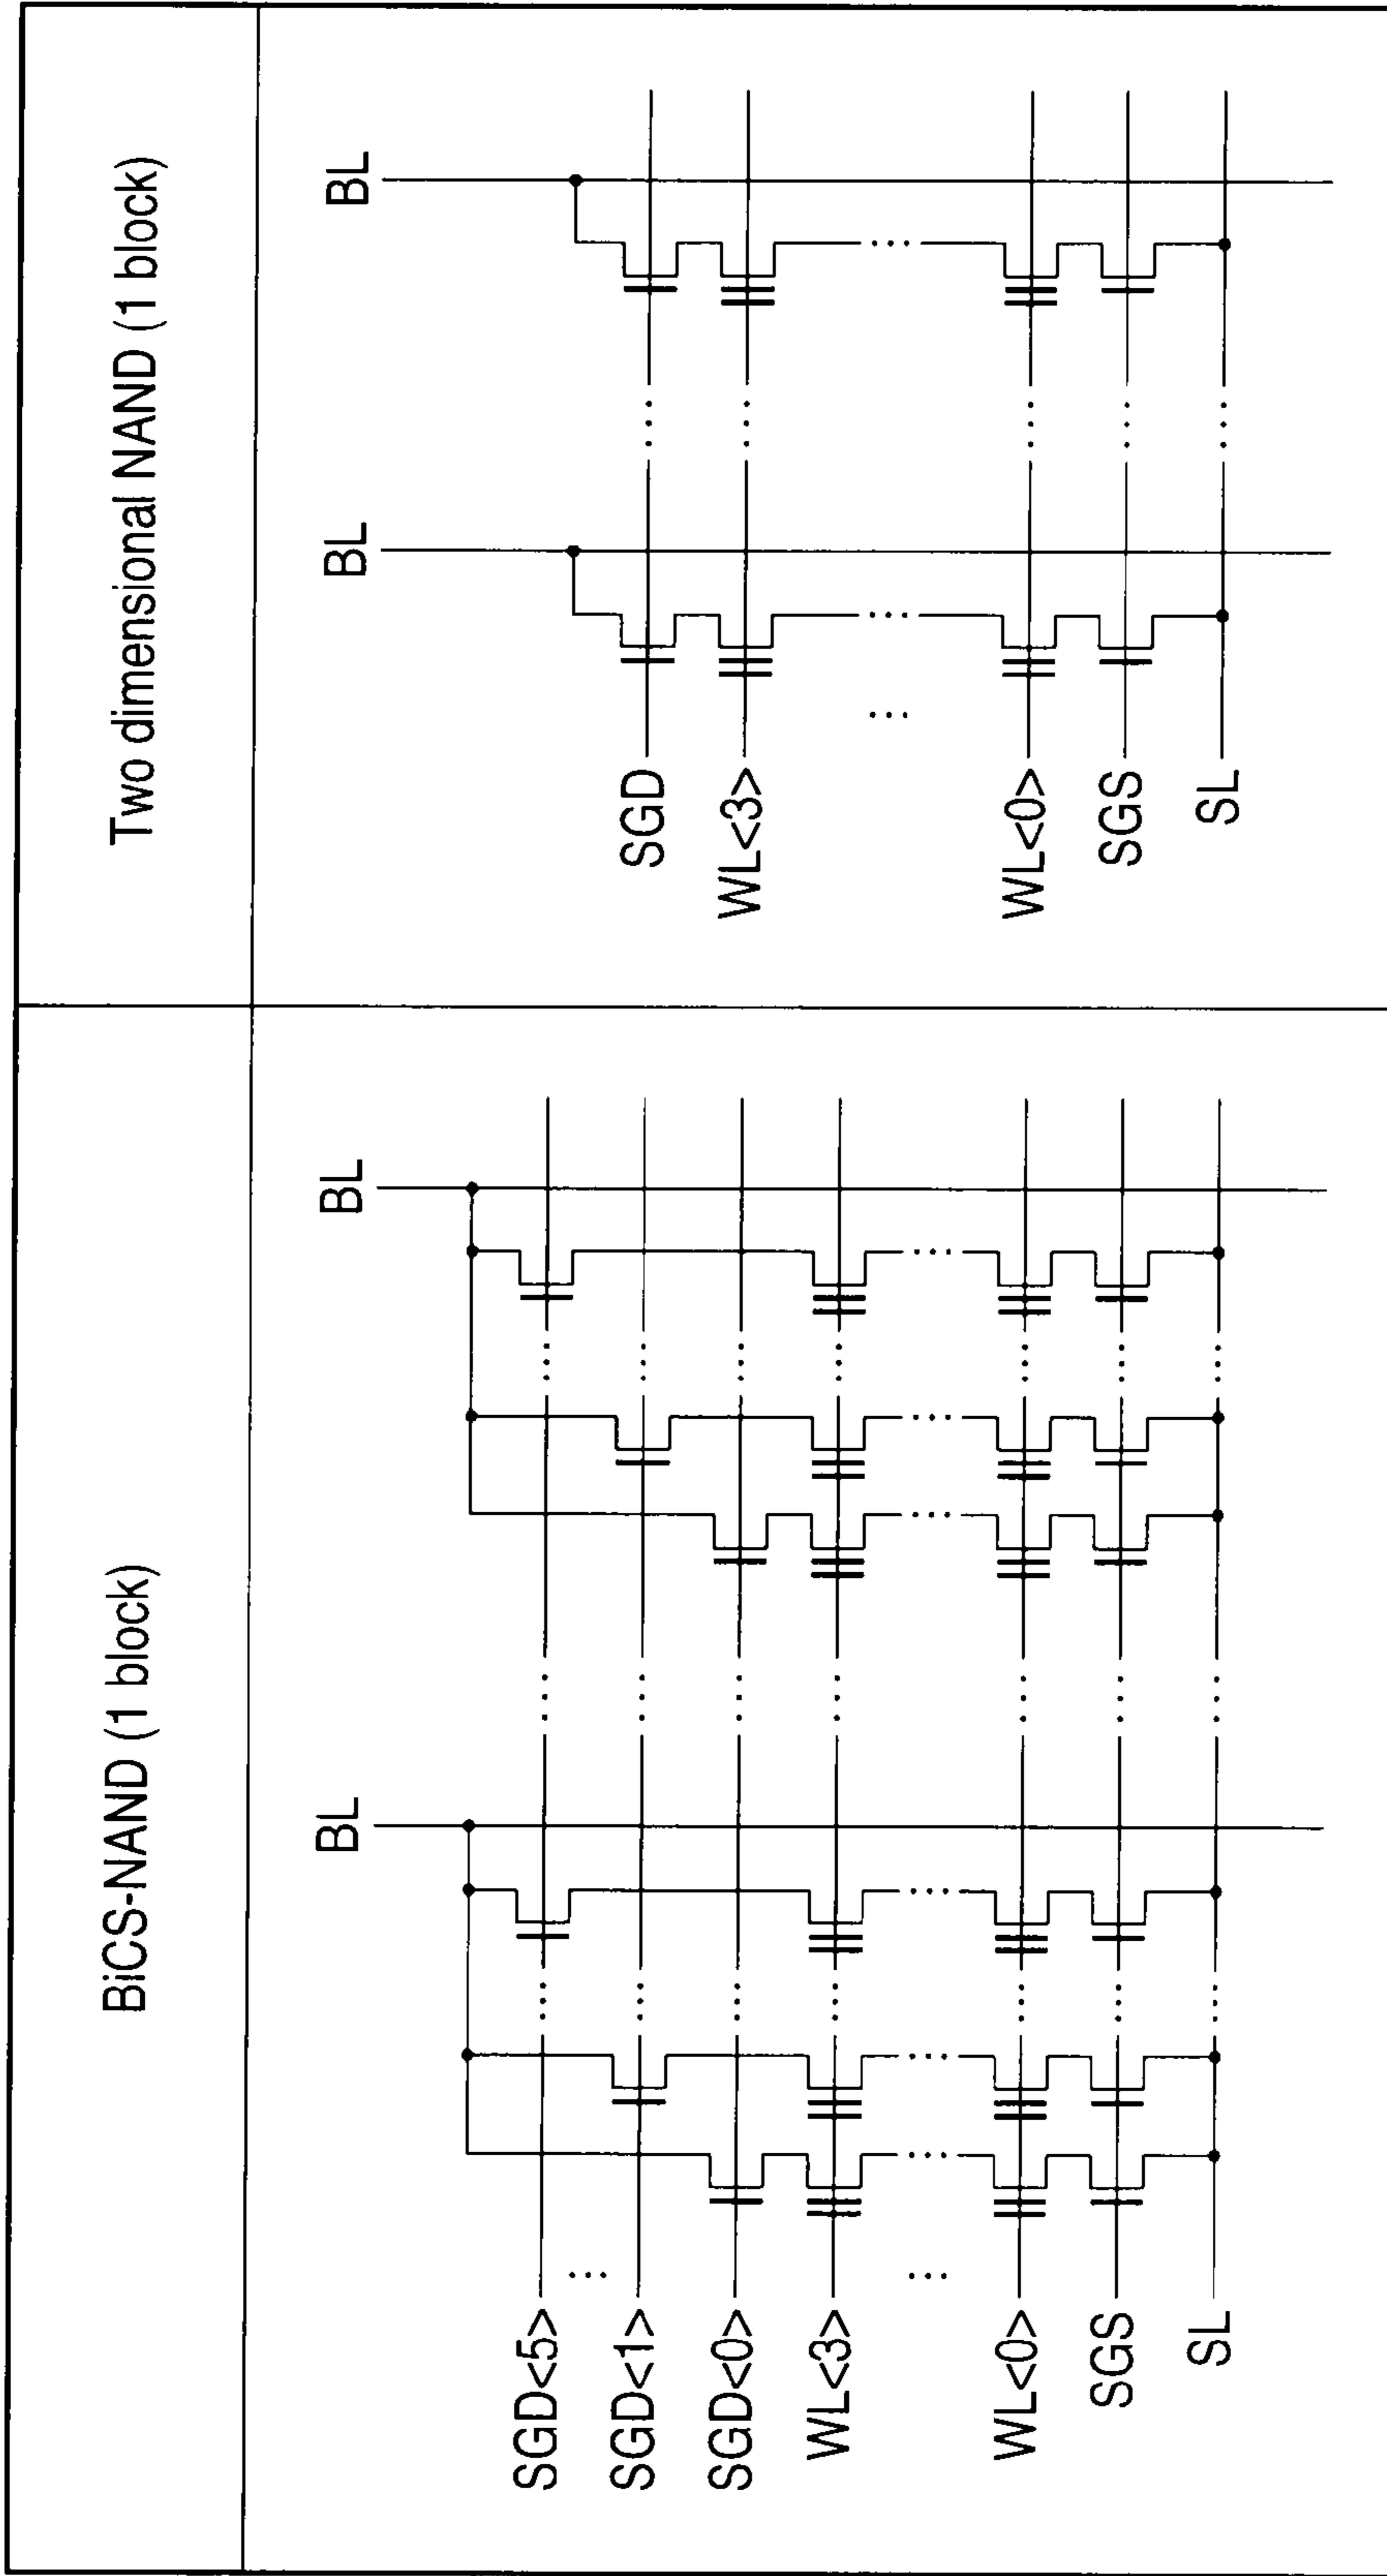 BiCS-NAND (1 block)
Two dimensional NAND (1 block)
BL
BL
SGD<5>
SGD<1>
SGD<0>
WL<3>
WL<0>
SGS
SL
BL
BL
SGD
WL<3>
WL<0>
SGS
SL